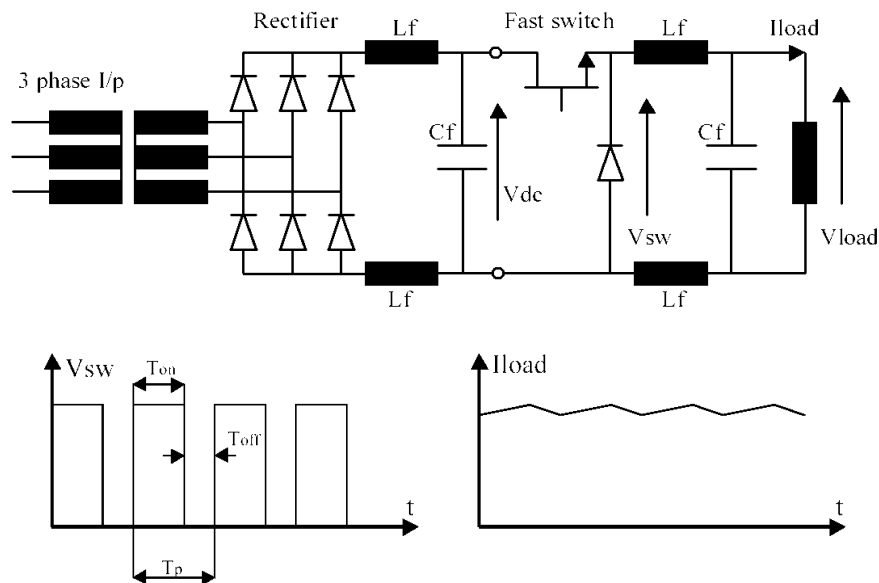 Rectifier
Lf
Fast switch
Lf
Iload
3 phase I/p
Cf
Cf
Vdc
Vsw
Vload
Lf
Lf
Vsw
Ton
Toff
t
Tp
Iload
t